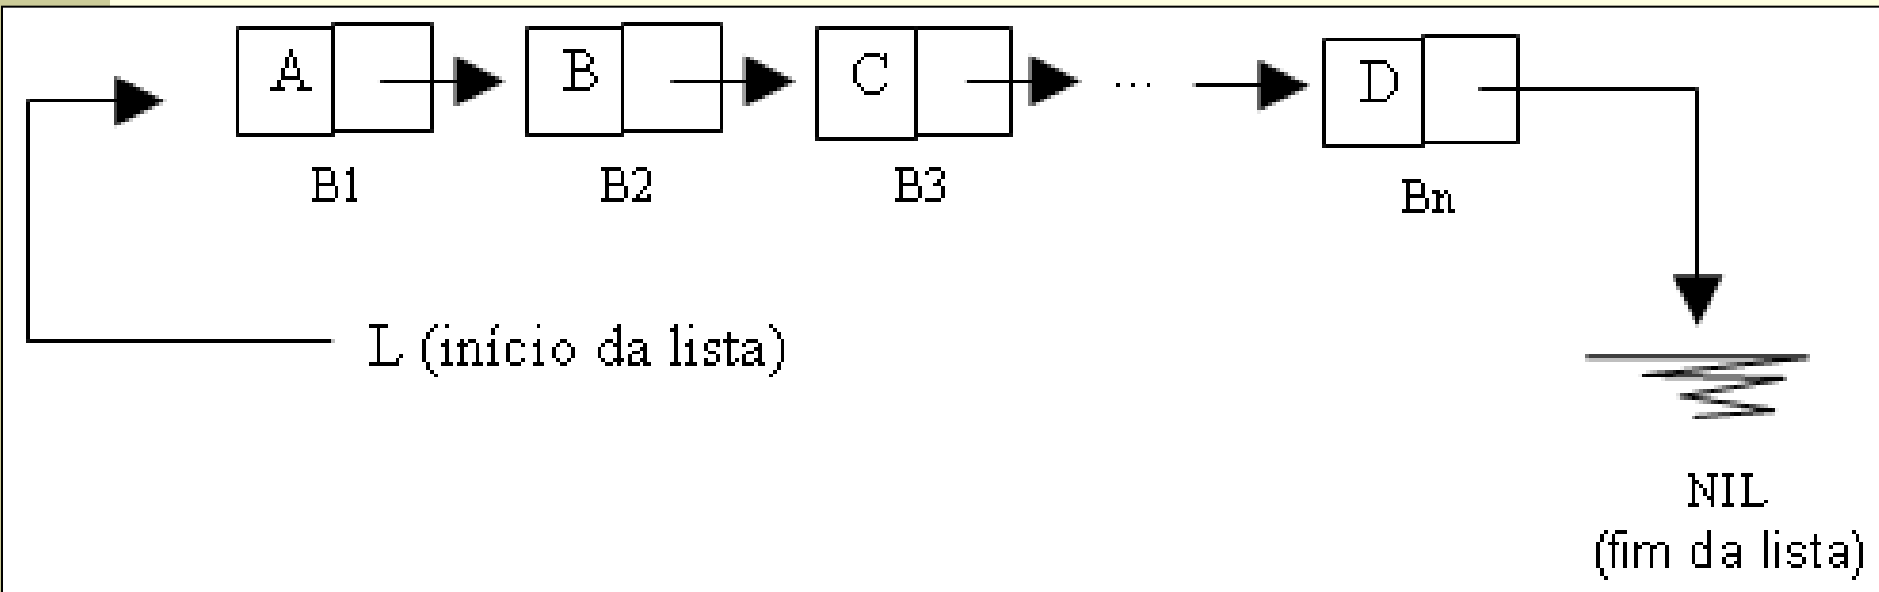 A B C ... D
B1 B2 B3 Bn
L (início da lista)
NIL
(fim da lista)